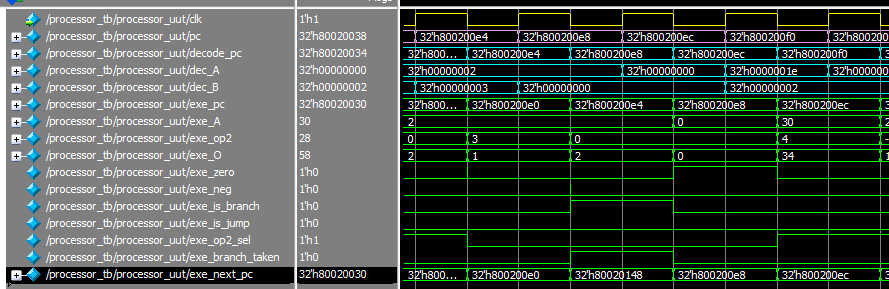 /processor_tb/processor_uut/clk 1'h1
/processor_tb/processor_uut/pc 32'h80020038 32'h800200e4 32'h800200e8 32'h800200ec 32'h800200f0
/processor_tb/processor_uut/decode_pc 32'h80020034 32'h800... 32'h800200e4 32'h800200e8 32'h800200ec 32'h800200f0
/processor_tb/processor_uut/dec_A 32'h00000000 32'h00000002 32'h00000000 32'h0000001e 32'h00000
/processor_tb/processor_uut/dec_B 32'h00000002 32'h00000003 32'h00000000 32'h00000002
/processor_tb/processor_uut/exe_pc 32'h80020030 32'h800... 32'h800200e0 32'h800200e4 32'h800200e8 32'h800200ec
/processor_tb/processor_uut/exe_A 30 2 0 30 2
/processor_tb/processor_uut/exe_op2 28 0 3 0 4
/processor_tb/processor_uut/exe_O 58 2 1 2 0 34 1
/processor_tb/processor_uut/exe_zero 1'h0
/processor_tb/processor_uut/exe_neg 1'h0
/processor_tb/processor_uut/exe_is_branch 1'h0
/processor_tb/processor_uut/exe_is_jump 1'h0
/processor_tb/processor_uut/exe_op2_sel 1'h1
/processor_tb/processor_uut/exe_branch_taken 1'h0
/processor_tb/processor_uut/exe_next_pc 32'h80020030 32'h800... 32'h800200e0 32'h80020148 32'h800200e8 32'h800200ec